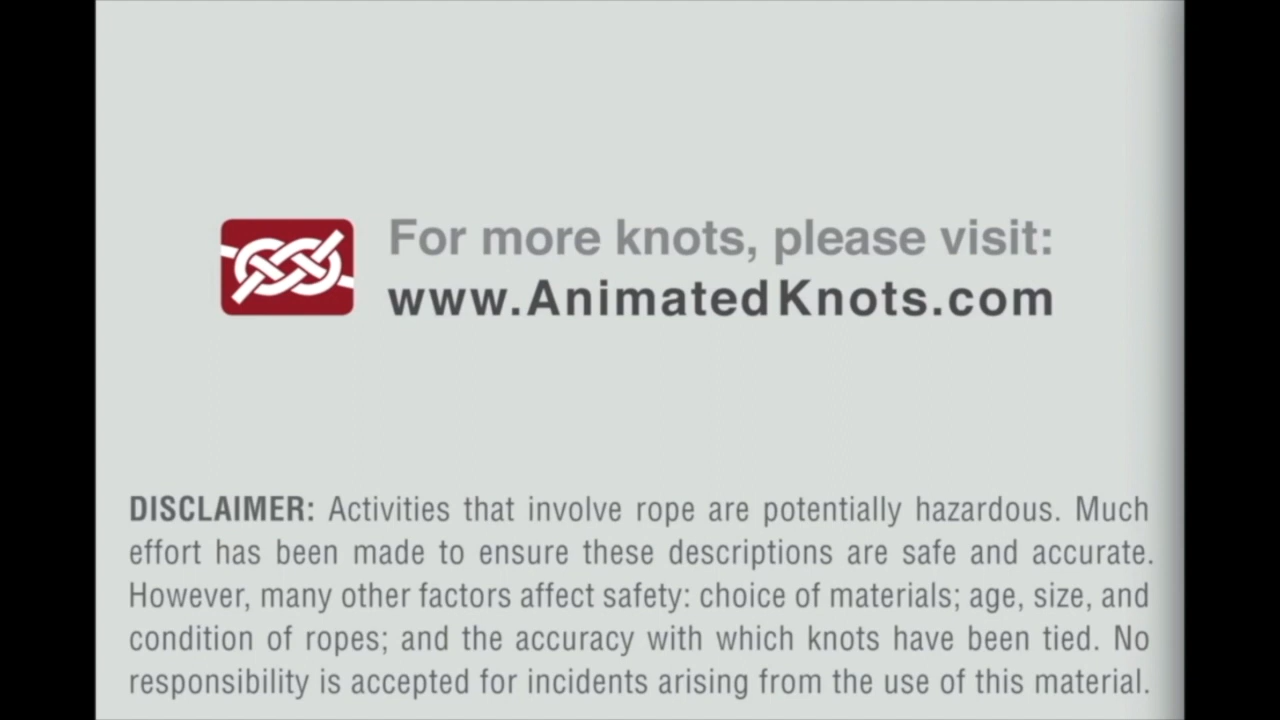 For more knots, please visit:
www.AnimatedKnots.com
DISCLAIMER: Activities that involve rope are potentially hazardous. Much
effort has been made to ensure these descriptions are safe and accurate.
However, many other factors affect safety: choice of materials; age, size, and
condition of ropes; and the accuracy with which knots have been tied. No
responsibility is accepted for incidents arising from the use of this material.